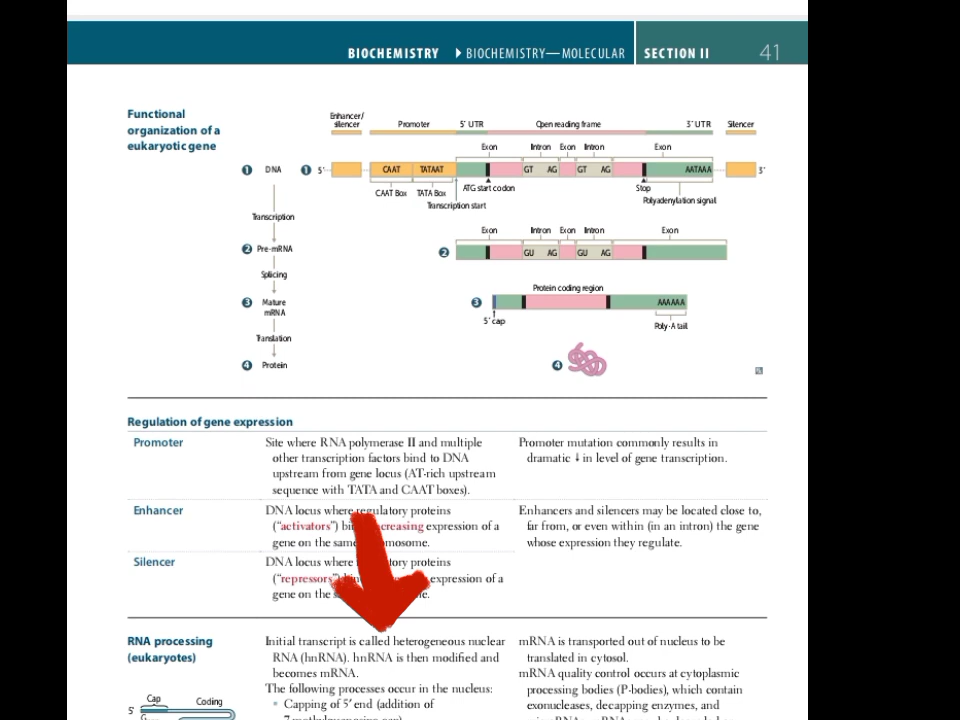 BIOCHEMISTRY ▶ BIOCHEMISTRY—MOLECULAR SECTION II 41
Functional
organization of a
eukaryotic gene
Enhancer/
silencer
Promoter
5′ UTR
Open reading frame
3′ UTR
Silencer
Exon
Intron
Exon
Intron
Exon
1 DNA
1 5′
CAAT
TATAAT
GT
AG
GT
AG
AATAAA
3′
CAAT Box
TATA Box
ATG start codon
Stop
Transcription start
Polyadenylation signal
Transcription
Exon
Intron
Exon
Intron
Exon
2 Pre-mRNA
2
GU
AG
GU
AG
Splicing
Protein coding region
3 Mature
mRNA
3
AAAAAA
5′ cap
Poly-A tail
Translation
4 Protein
4
Regulation of gene expression
Promoter
Site where RNA polymerase II and multiple
other transcription factors bind to DNA
upstream from gene locus (AT-rich upstream
sequence with TATA and CAAT boxes).
Promoter mutation commonly results in
dramatic ↓ in level of gene transcription.
Enhancer
DNA locus where regulatory proteins
(“activators”) increasing expression of a
gene on the same
Enhancers and silencers may be located close to,
far from, or even within (in an intron) the gene
whose expression they regulate.
Silencer
DNA locus where proteins
(“repressors”) expression of a
gene on the
RNA processing
(eukaryotes)
Initial transcript is called heterogeneous nuclear
RNA (hnRNA). hnRNA is then modified and
becomes mRNA.
The following processes occur in the nucleus:
▪ Capping of 5′ end (addition of
mRNA is transported out of nucleus to be
translated in cytosol.
mRNA quality control occurs at cytoplasmic
processing bodies (P-bodies), which contain
exonucleases, decapping enzymes, and
Cap
Coding
5′